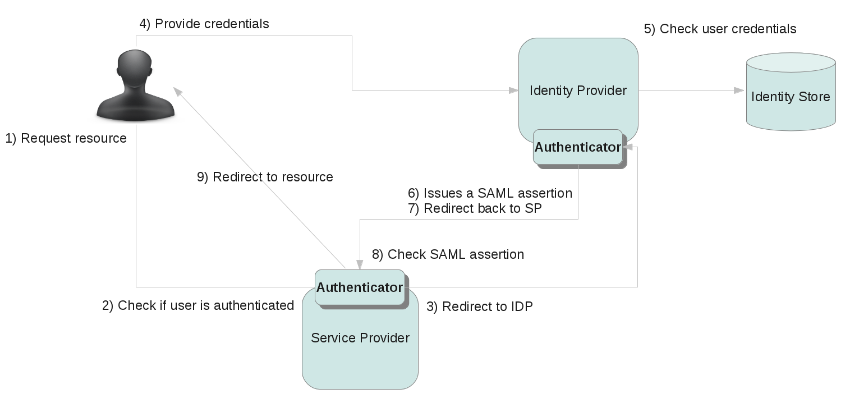 4) Provide credentials
5) Check user credentials
Identity Provider
Identity Store
1) Request resource
Authenticator
9) Redirect to resource
6) Issues a SAML assertion
7) Redirect back to SP
8) Check SAML assertion
Authenticator
2) Check if user is authenticated
3) Redirect to IDP
Service Provider